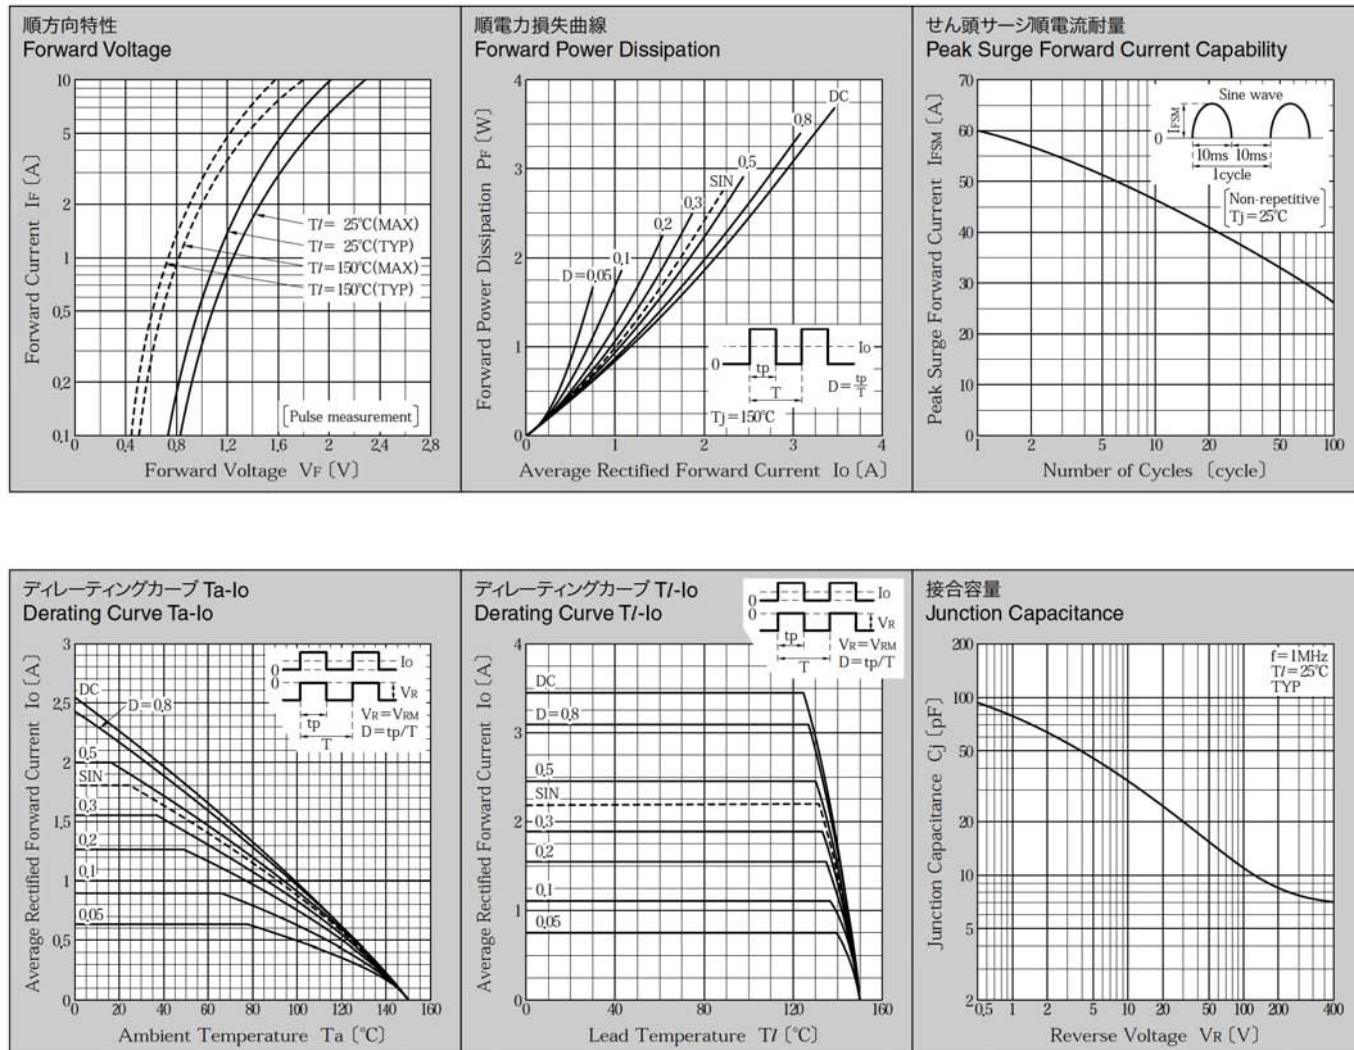 順方向特性
Forward Voltage
Forward Current IF〔A〕
10
5
2
1
0.5
0.2
0.1
0
0.4
0.8
1.2
1.6
2
2.4
2.8
Tl= 25℃(MAX)
Tl= 25℃(TYP)
Tl=150℃(MAX)
Tl=150℃(TYP)
[Pulse measurement]
Forward Voltage VF〔V〕
順電力損失曲線
Forward Power Dissipation
Forward Power Dissipation PF〔W〕
4
3
2
1
0
0
1
2
3
4
DC
0.8
0.5
SIN
0.3
0.2
0.1
D=0.05
0
Io
tp
T
D=tp/T
Tj=150℃
Average Rectified Forward Current Io〔A〕
せん頭サージ順電流耐量
Peak Surge Forward Current Capability
Peak Surge Forward Current IFSM〔A〕
70
60
50
40
30
20
10
0
1
2
5
10
20
50
100
Sine wave
IFSM
0
10ms
10ms
1cycle
Non-repetitive
Tj=25℃
Number of Cycles〔cycle〕
ディレーティングカーブ Ta-Io
Derating Curve Ta-Io
Average Rectified Forward Current Io〔A〕
3
2.5
2
1.5
1
0.5
0
0
20
40
60
80
100
120
140
160
DC
D=0.8
0.5
SIN
0.3
0.2
0.1
0.05
0
Io
0
VR
tp
VR=VRM
T
D=tp/T
Ambient Temperature Ta〔℃〕
ディレーティングカーブ Tl-Io
Derating Curve Tl-Io
Average Rectified Forward Current Io〔A〕
4
3
2
1
0
0
40
80
120
160
DC
D=0.8
0.5
SIN
0.3
0.2
0.1
0.05
0
Io
0
VR
tp
VR=VRM
T
D=tp/T
Lead Temperature Tl〔℃〕
接合容量
Junction Capacitance
Junction Capacitance Cj〔pF〕
200
100
50
20
10
5
2
0.5
1
2
5
10
20
50
100
200
400
f=1MHz
Tl=25℃
TYP
Reverse Voltage VR〔V〕